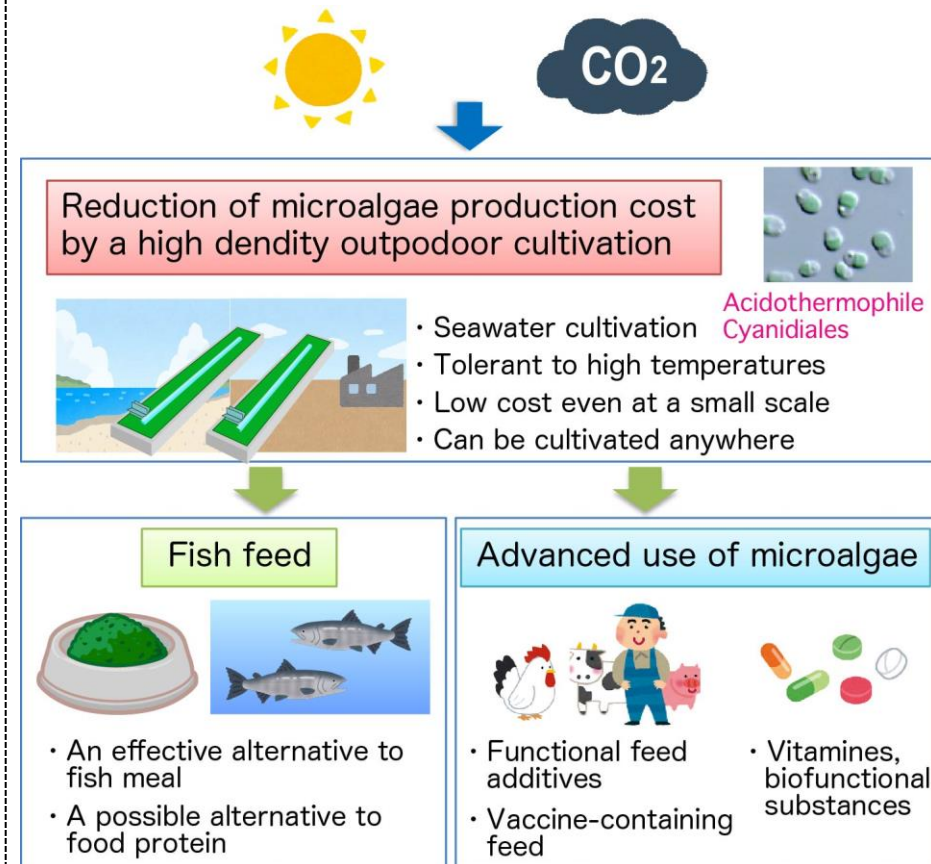 CO2
Reduction of microalgae production cost
by a high dendity outpodoor cultivation
Acidothermophile
Cyanidiales
・Seawater cultivation
・Tolerant to high temperatures
・Low cost even at a small scale
・Can be cultivated anywhere
Fish feed
・An effective alternative to
fish meal
・A possible alternative to
food protein
Advanced use of microalgae
・Functional feed
additives
・Vaccine-containing
feed
・Vitamines,
biofunctional
substances